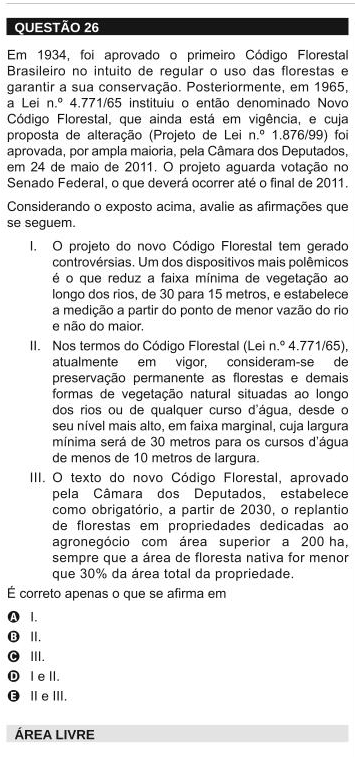 QUESTÃO 26
Em 1934, foi aprovado o primeiro Código Florestal
Brasileiro no intuito de regular o uso das florestas e
garantir a sua conservação. Posteriormente, em 1965,
a Lei n.º 4.771/65 instituiu o então denominado Novo
Código Florestal, que ainda está em vigência, e cuja
proposta de alteração (Projeto de Lei n.º 1.876/99) foi
aprovada, por ampla maioria, pela Câmara dos Deputados,
em 24 de maio de 2011. O projeto aguarda votação no
Senado Federal, o que deverá ocorrer até o final de 2011.
Considerando o exposto acima, avalie as afirmações que
se seguem.
I. O projeto do novo Código Florestal tem gerado
controvérsias. Um dos dispositivos mais polêmicos
é o que reduz a faixa mínima de vegetação ao
longo dos rios, de 30 para 15 metros, e estabelece
a medição a partir do ponto de menor vazão do rio
e não do maior.
II. Nos termos do Código Florestal (Lei n.º 4.771/65),
atualmente em vigor, consideram-se de
preservação permanente as florestas e demais
formas de vegetação natural situadas ao longo
dos rios ou de qualquer curso d'água, desde o
seu nível mais alto, em faixa marginal, cuja largura
mínima será de 30 metros para os cursos d'água
de menos de 10 metros de largura.
III. O texto do novo Código Florestal, aprovado
pela Câmara dos Deputados, estabelece
como obrigatório, a partir de 2030, o replantio
de florestas em propriedades dedicadas ao
agronegócio com área superior a 200 ha,
sempre que a área de floresta nativa for menor
que 30% da área total da propriedade.
É correto apenas o que se afirma em
A I.
B II.
C III.
D I e II.
E II e III.
ÁREA LIVRE